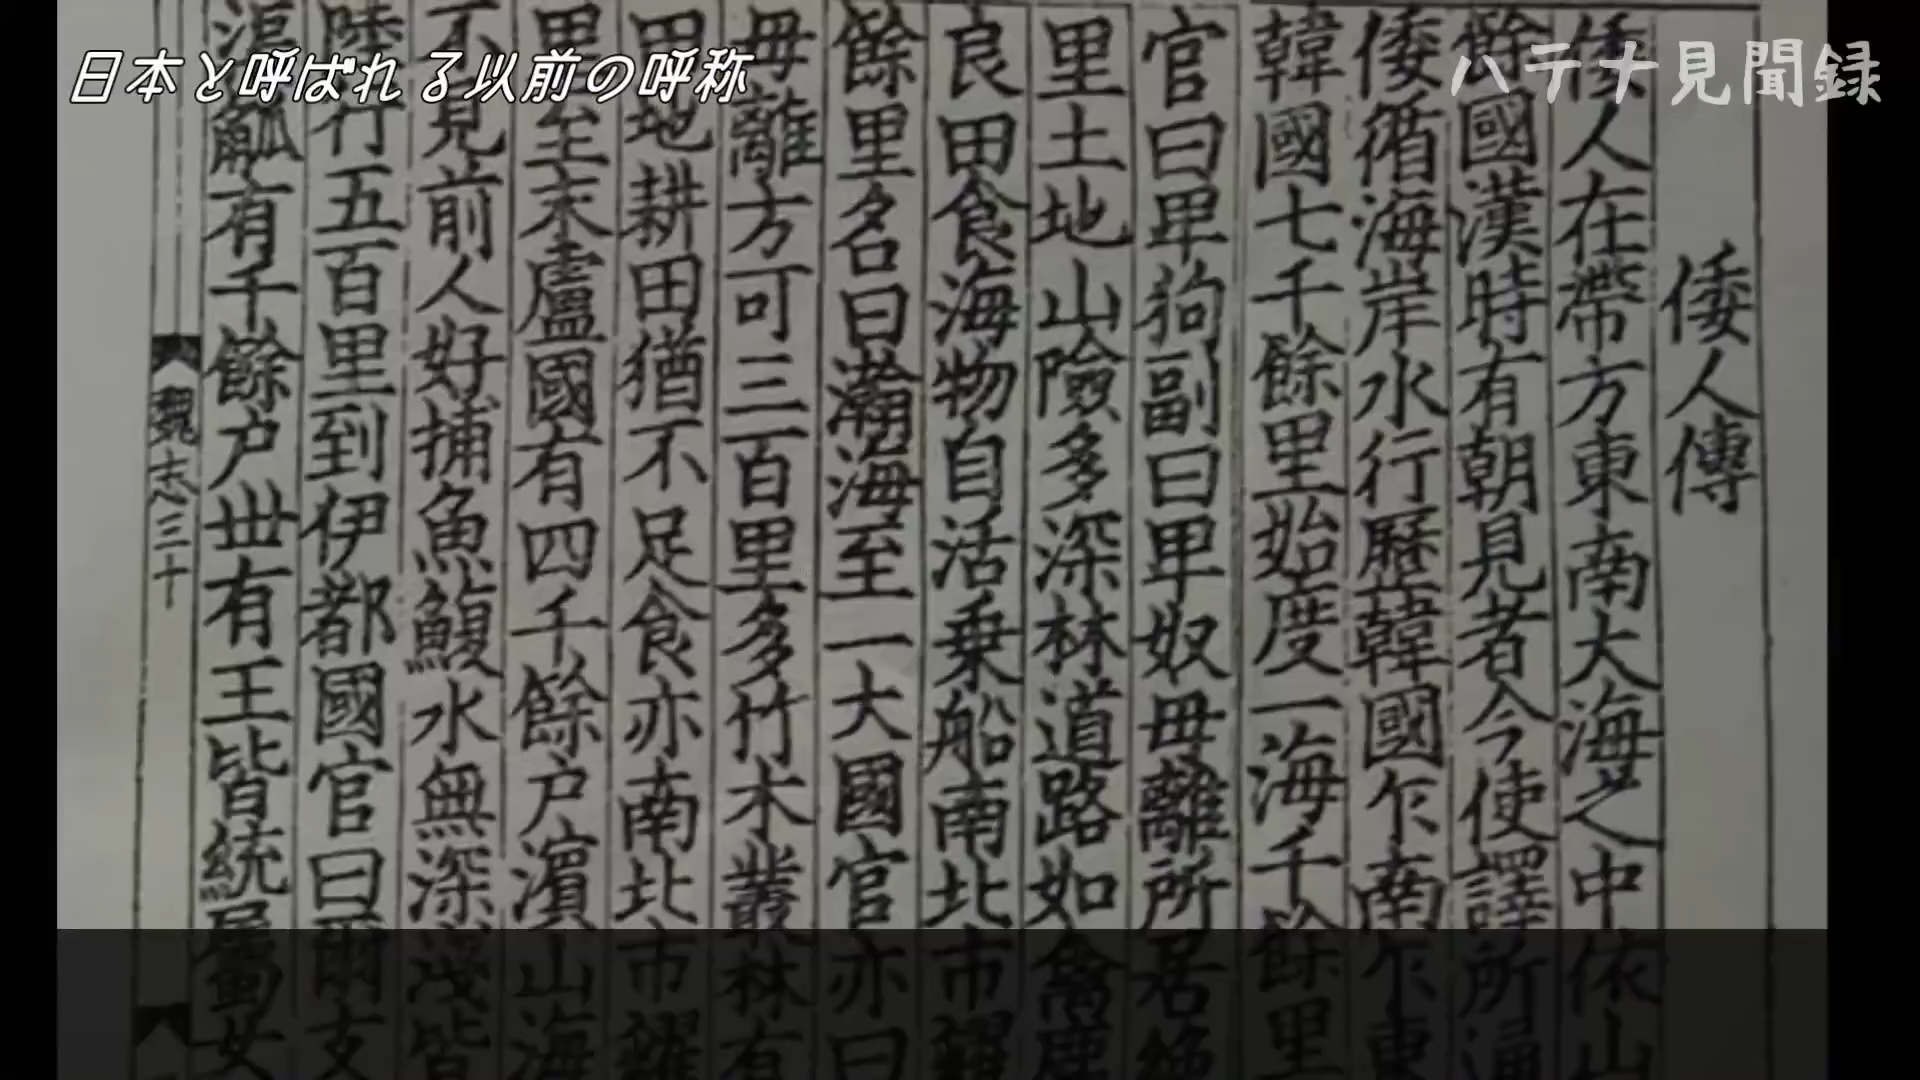 日本と呼ばれる以前の呼称
ハテナ見聞録
倭人傳
倭人在帶方東南大海之中依山
餘國漢時有朝見者今使譯所通
倭循海岸水行歷韓國乍南乍東
韓國七千餘里始度一海千餘里
官曰卑狗副曰卑奴毋離所居絶
里土地山險多深林道路如禽鹿
良田食海物自活乗船南北市糴
餘里名曰瀚海至一大國官亦曰
毋離方可三百里多竹木叢林有
田地耕田猶不足食亦南北市糴
里至末盧國有四千餘户濵山海
不見前人好捕魚鰒水無深淺皆
陸行五百里到伊都國官曰爾支
渠觚有千餘户丗有王皆統屬女
魏志三十